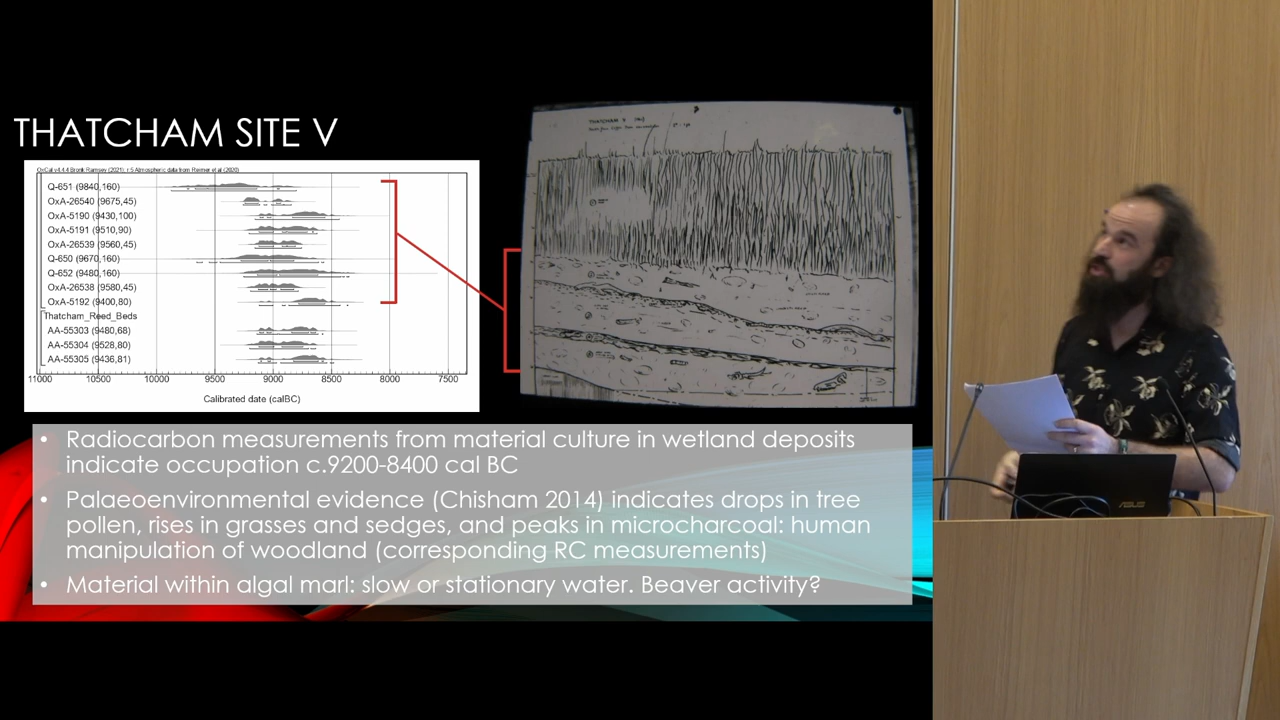 THATCHAM SITE V
OxCal v4.4.4 Bronk Ramsey (2021); r:5 Atmospheric data from Reimer et al (2020)
Q-651 (9840,160)
OxA-26540 (9675,45)
OxA-5190 (9430,100)
OxA-5191 (9510,90)
OxA-26539 (9560,45)
Q-650 (9670,160)
Q-652 (9480,160)
OxA-26538 (9580,45)
OxA-5192 (9400,80)
Thatcham_Reed_Beds
AA-55303 (9480,68)
AA-55304 (9528,80)
AA-55305 (9436,81)
11000 10500 10000 9500 9000 8500 8000 7500
Calibrated date (calBC)
THATCHAM
• Radiocarbon measurements from material culture in wetland deposits
indicate occupation c.9200-8400 cal BC
• Palaeoenvironmental evidence (Chisham 2014) indicates drops in tree
pollen, rises in grasses and sedges, and peaks in microcharcoal: human
manipulation of woodland (corresponding RC measurements)
• Material within algal marl: slow or stationary water. Beaver activity?
ASUS